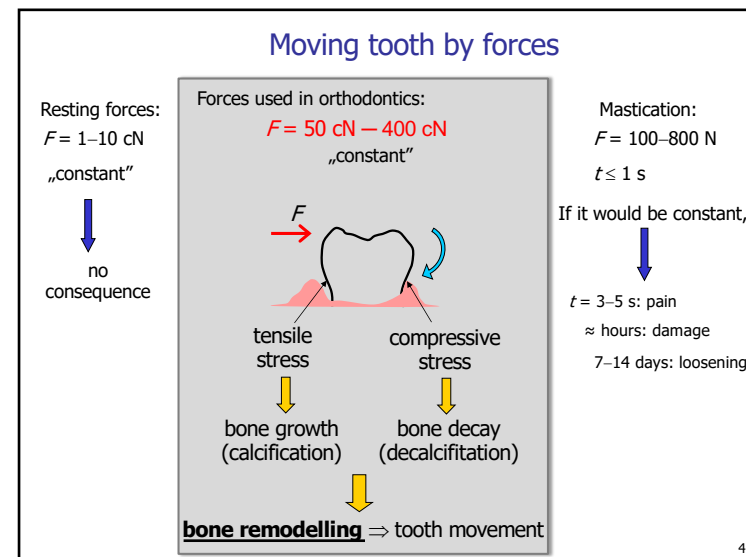 Moving tooth by forces
Resting forces:
F = 1–10 cN
„constant”
no
consequence
Forces used in orthodontics:
F = 50 cN – 400 cN
„constant”
F
tensile
stress
compressive
stress
bone growth
(calcification)
bone decay
(decalcifitation)
bone remodelling ⇒ tooth movement
Mastication:
F = 100–800 N
t ≤ 1 s
If it would be constant,
t = 3–5 s: pain
≈ hours: damage
7–14 days: loosening
4